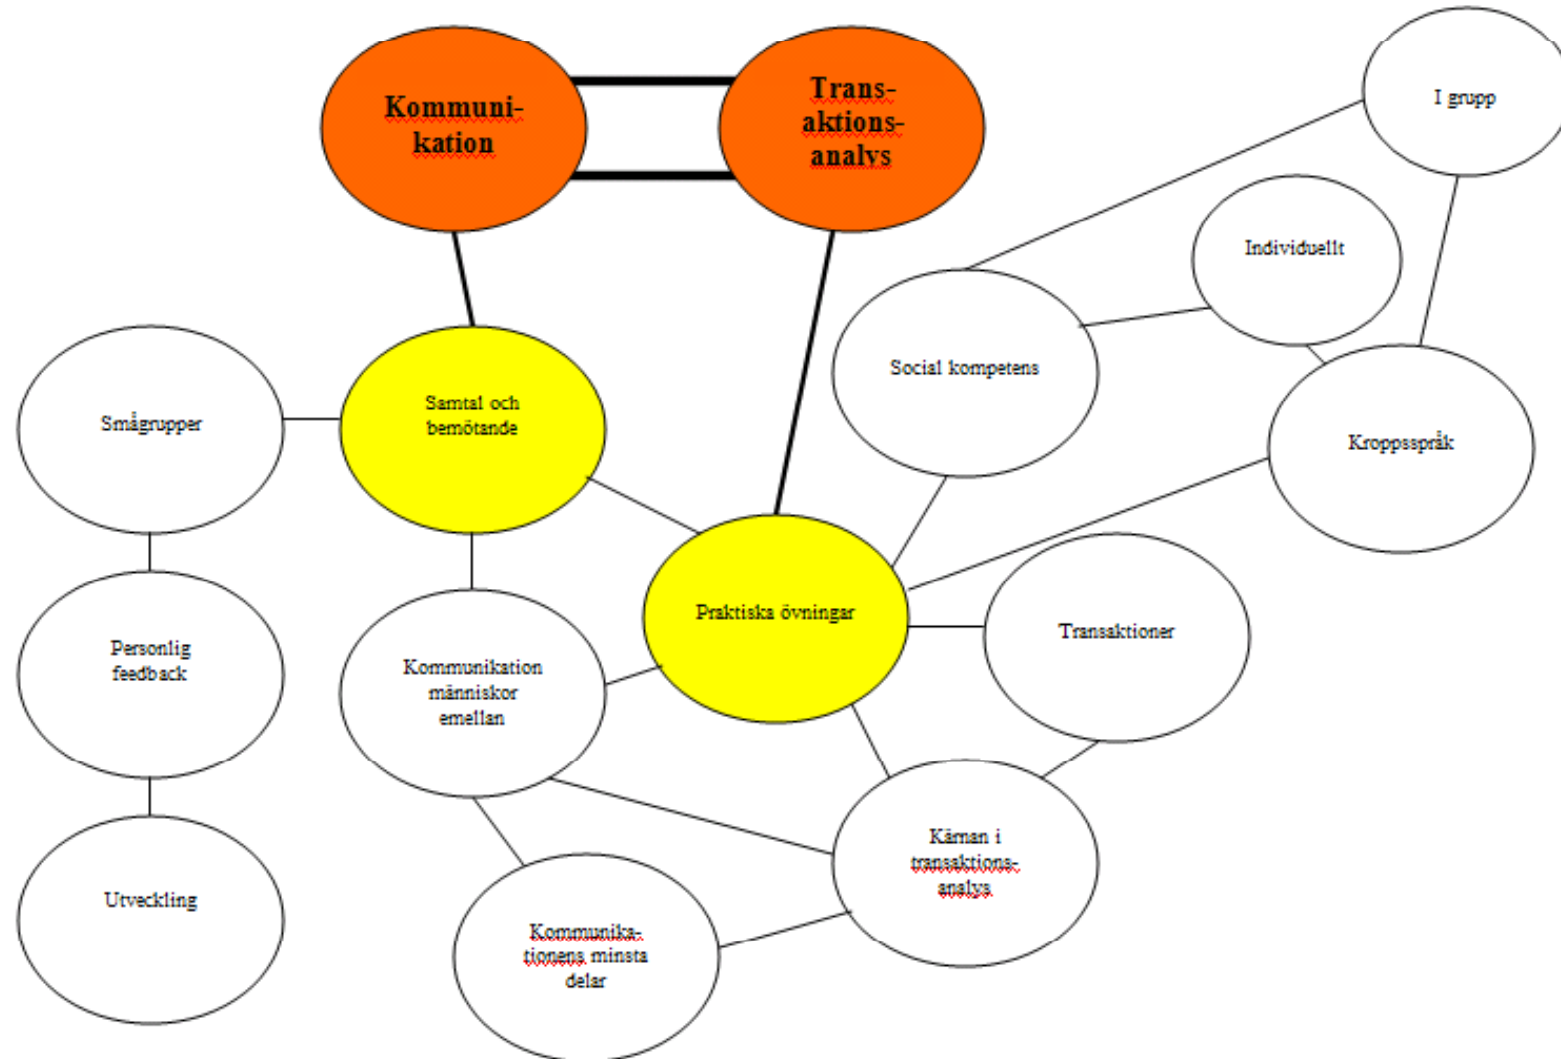 Kommuni-
kation
Trans-
aktions-
analys
I grupp
Individuellt
Social kompetens
Kroppsspråk
Smågrupper
Samtal och
bemötande
Praktiska övningar
Transaktioner
Personlig
feedback
Kommunikation
människor
emellan
Kärnan i
transaktions-
analys
Utveckling
Kommunika-
tionens minsta
delar